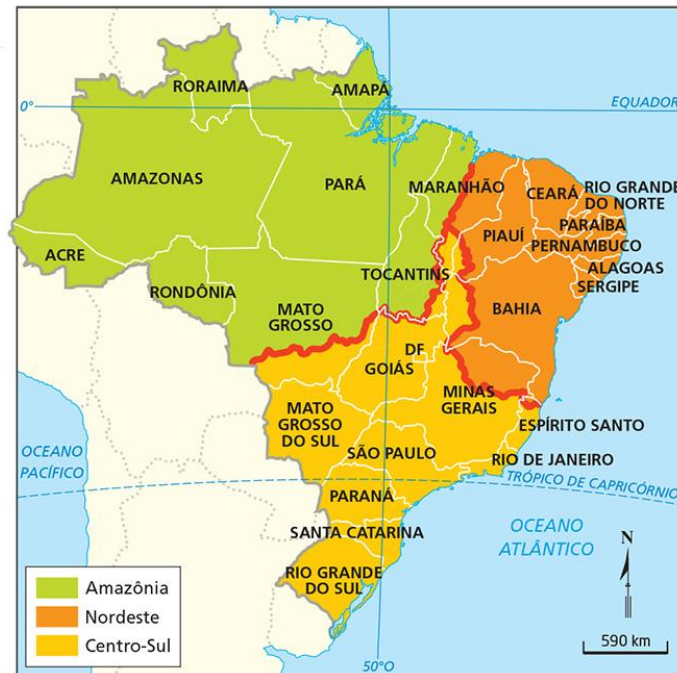 RORAIMA
AMAPÁ
0°
EQUADOR
AMAZONAS
PARÁ
MARANHÃO
CEARÁ
RIO GRANDE
DO NORTE
PARAÍBA
PIAUÍ
PERNAMBUCO
ACRE
ALAGOAS
TOCANTINS
SERGIPE
RONDÔNIA
BAHIA
MATO
GROSSO
DF
GOIÁS
MINAS
GERAIS
MATO
GROSSO
DO SUL
ESPÍRITO SANTO
OCEANO
PACÍFICO
SÃO PAULO
RIO DE JANEIRO
TRÓPICO DE CAPRICÓRNIO
PARANÁ
SANTA CATARINA
OCEANO
ATLÂNTICO
RIO GRANDE
DO SUL
N
Amazônia
Nordeste
Centro-Sul
590 km
50°O